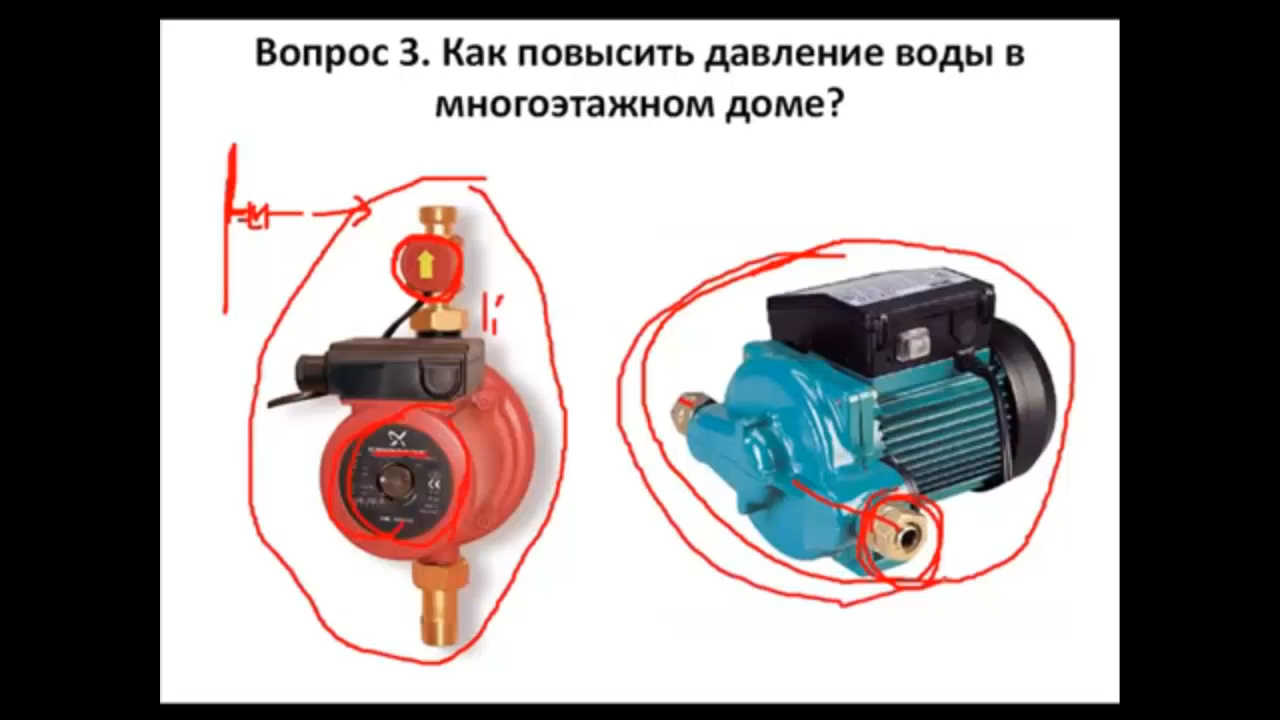 Вопрос 3. Как повысить давление воды в
многоэтажном доме?